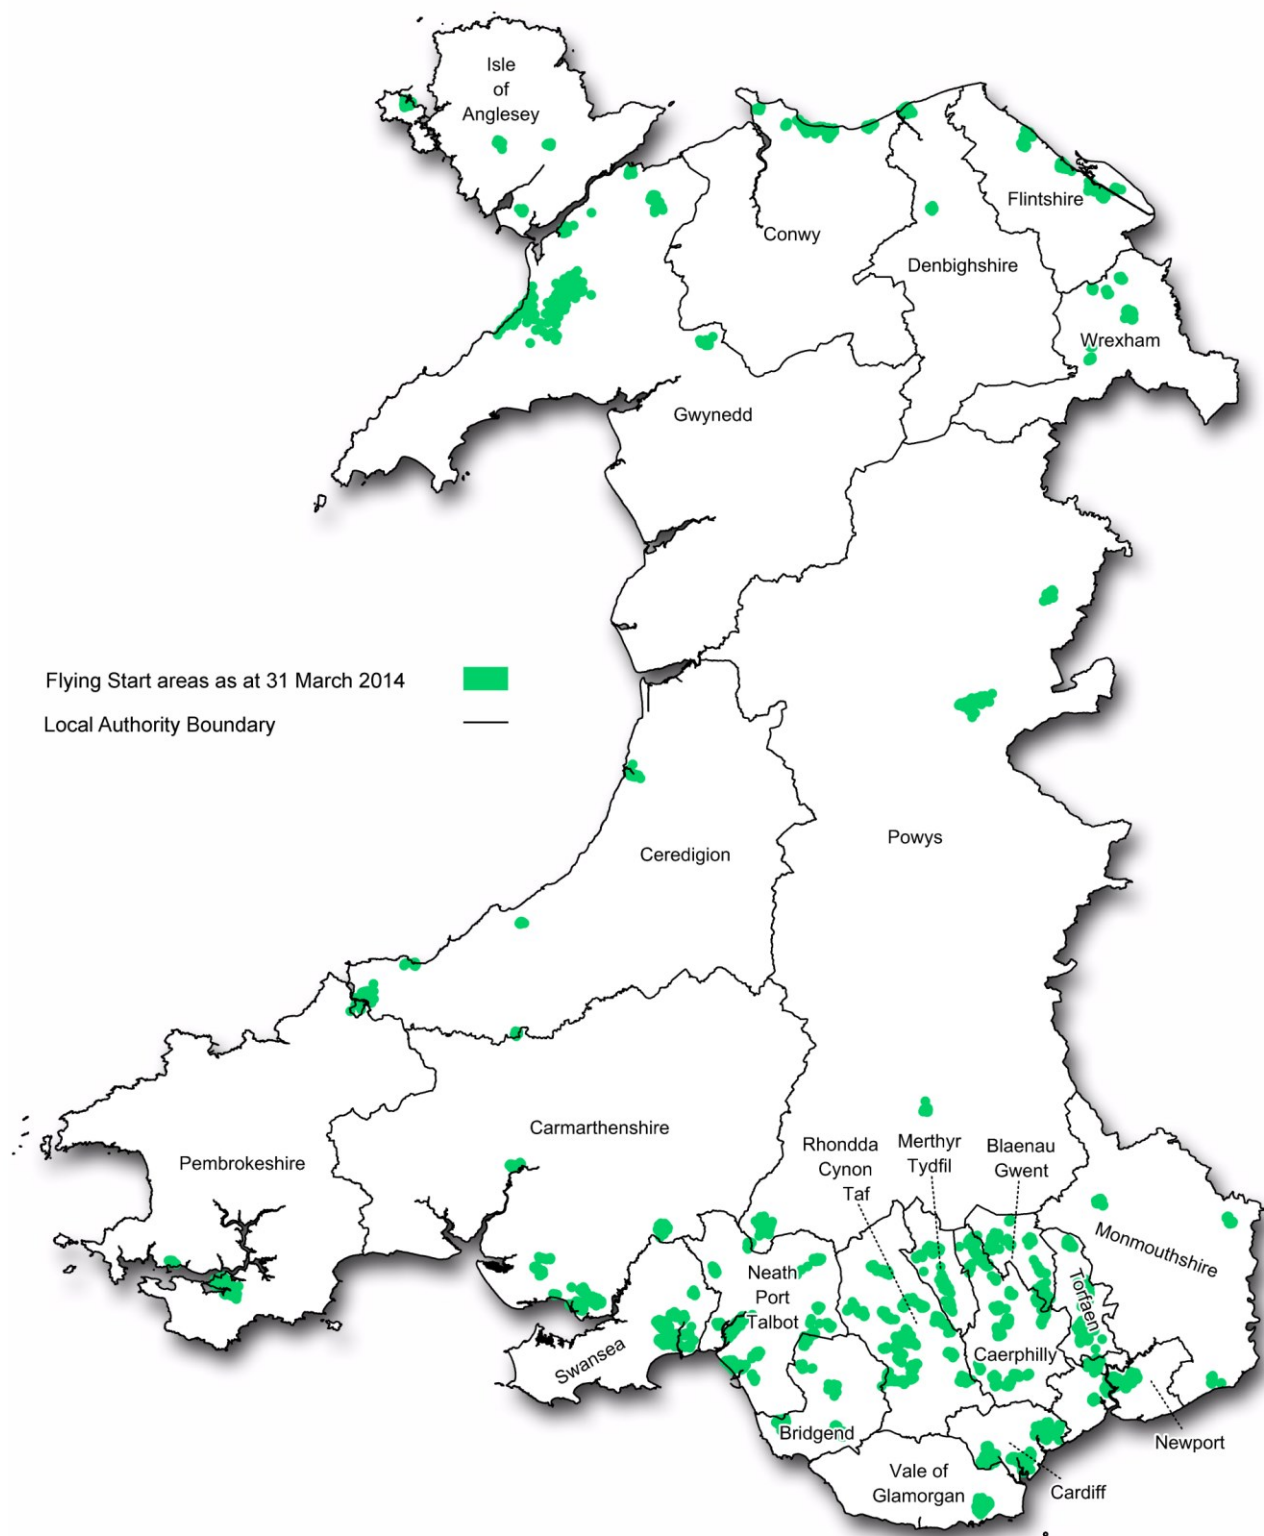 Isle
of
Anglesey
Flintshire
Conwy
Denbighshire
Wrexham
Gwynedd
Flying Start areas as at 31 March 2014
Local Authority Boundary
Powys
Ceredigion
Carmarthenshire
Pembrokeshire
Rhondda
Cynon
Taf
Merthyr
Tydfil
Blaenau
Gwent
Monmouthshire
Neath
Port
Talbot
Torfaen
Swansea
Caerphilly
Bridgend
Newport
Vale of
Glamorgan
Cardiff